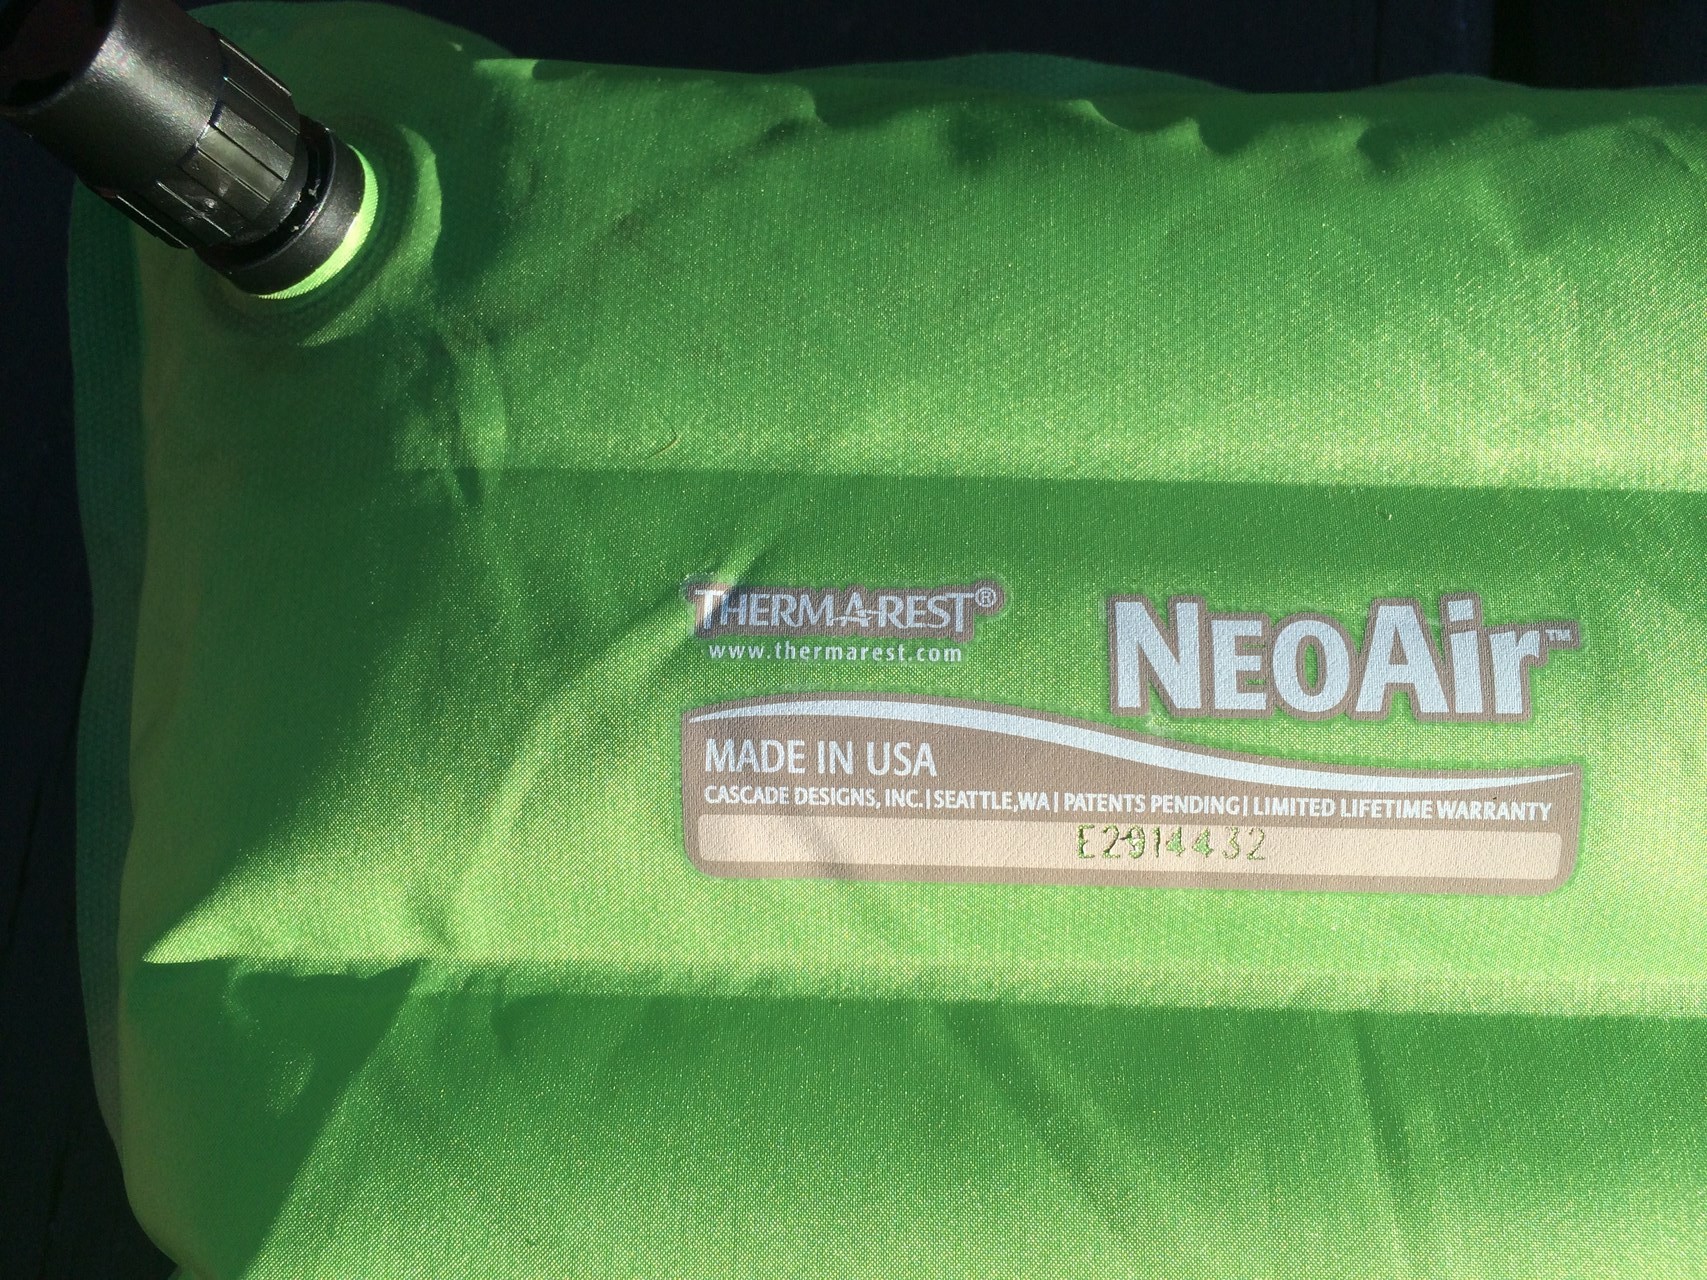 THERM-A-REST®
www.thermarest.com
NEOAir™
MADE IN USA
CASCADE DESIGNS, INC. | SEATTLE, WA | PATENTS PENDING | LIMITED LIFETIME WARRANTY
E2914432